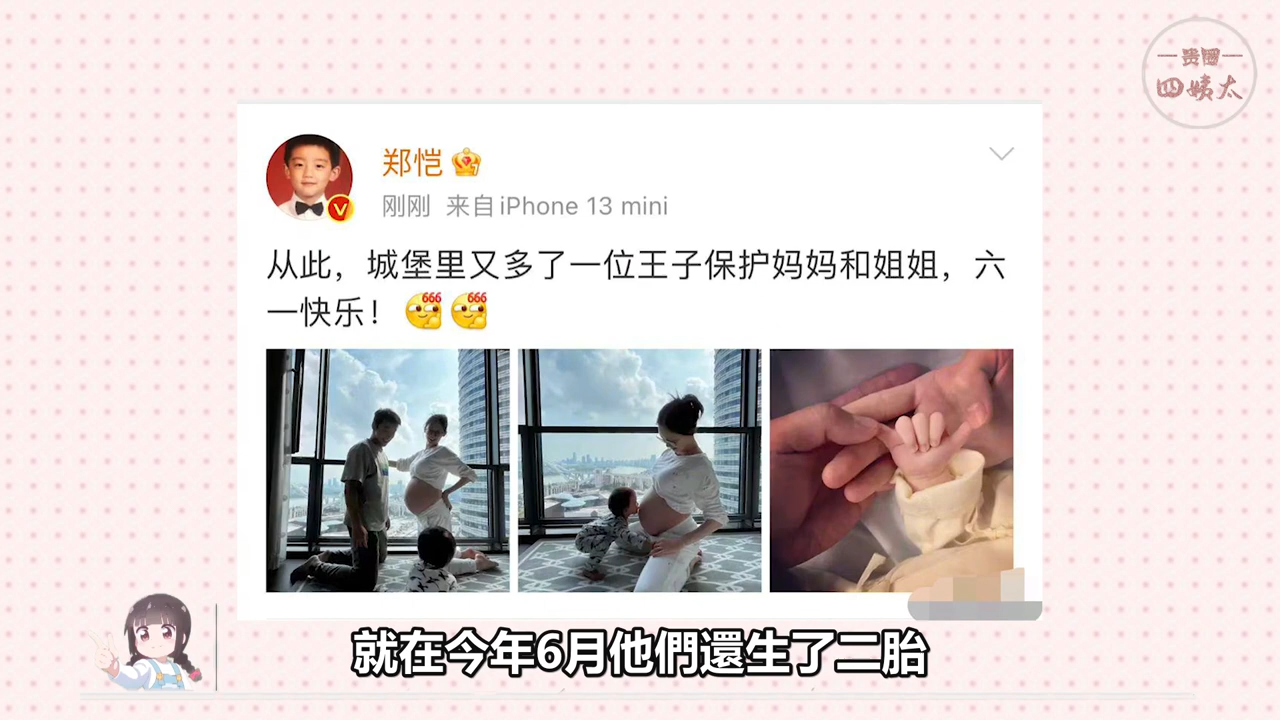 贵圈
四姨太
郑恺
刚刚 来自iPhone 13 mini
从此，城堡里又多了一位王子保护妈妈和姐姐，六
一快乐！
666 666
就在今年6月他們還生了二胎